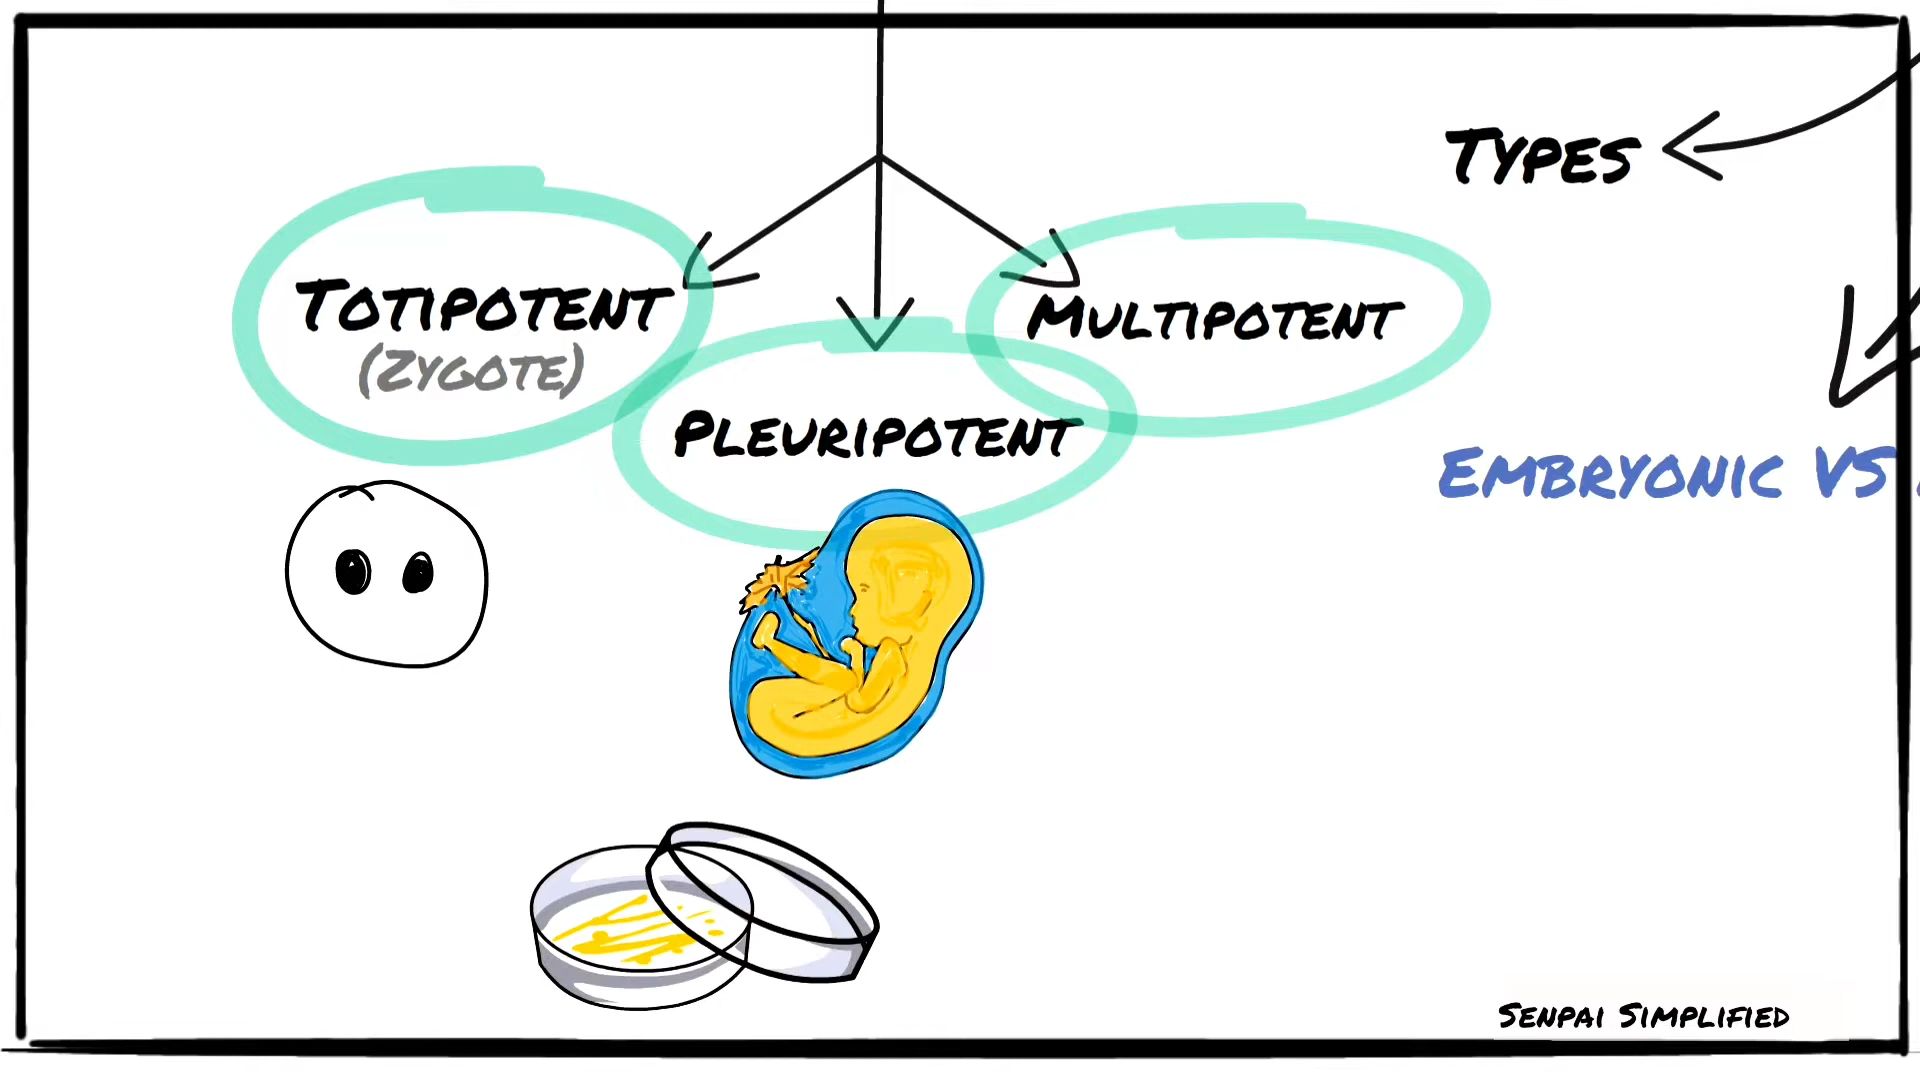 TYPES
TOTIPOTENT
(ZYGOTE)
MULTIPOTENT
PLEURIPOTENT
EMBRYONIC VS
SENPAI SIMPLIFIED